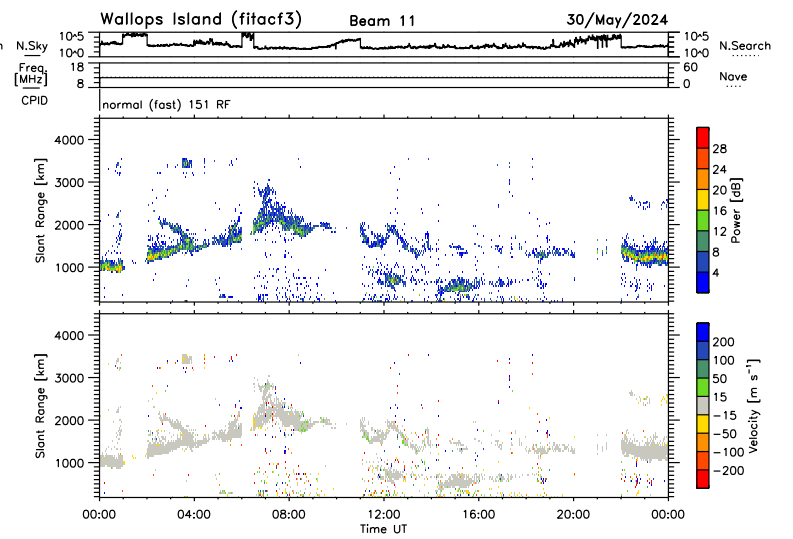 Wallops Island (fitacf3) Beam 11 30/May/2024
N.Sky 10^5 10^0 10^5 10^0 N.Search
Freq. [MHz] 18 8 60 0 Nave
CPID normal (fast) 151 RF
Slant Range [km] 4000 3000 2000 1000
Power [dB] 28 24 20 16 12 8 4
Slant Range [km] 4000 3000 2000 1000
Velocity [m s⁻¹] 200 100 50 15 −15 −50 −100 −200
00:00 04:00 08:00 12:00 16:00 20:00 00:00
Time UT